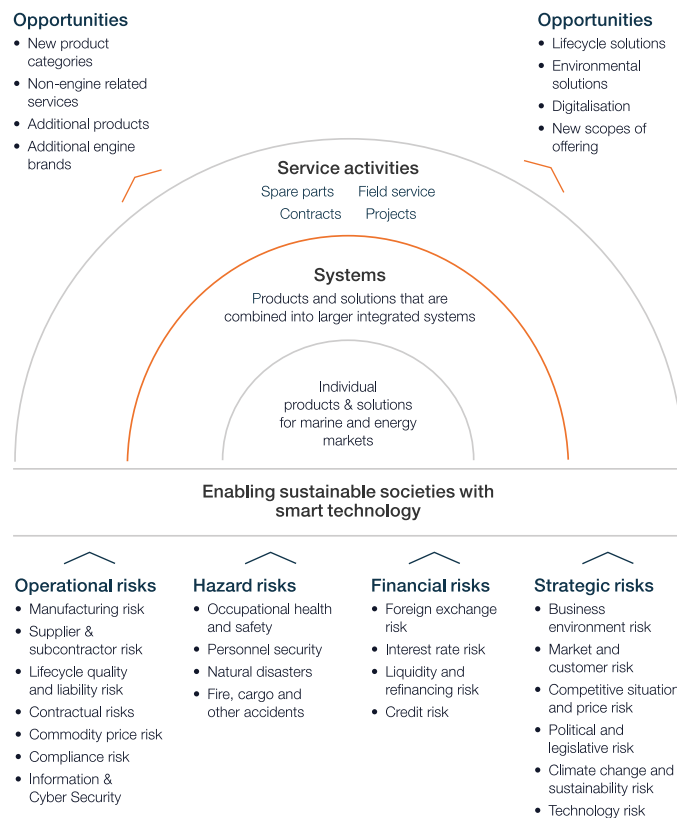 Opportunities
• New product
categories
• Non-engine related
services
• Additional products
• Additional engine
brands
Opportunities
• Lifecycle solutions
• Environmental
solutions
• Digitalisation
• New scopes of
offering
Service activities
Spare parts Field service
Contracts Projects
Systems
Products and solutions that are
combined into larger integrated systems
Individual
products & solutions
for marine and energy
markets
Enabling sustainable societies with
smart technology
Operational risks
• Manufacturing risk
• Supplier &
subcontractor risk
• Lifecycle quality
and liability risk
• Contractual risks
• Commodity price risk
• Compliance risk
• Information &
Cyber Security
Hazard risks
• Occupational health
and safety
• Personnel security
• Natural disasters
• Fire, cargo and
other accidents
Financial risks
• Foreign exchange
risk
• Interest rate risk
• Liquidity and
refinancing risk
• Credit risk
Strategic risks
• Business
environment risk
• Market and
customer risk
• Competitive situation
and price risk
• Political and
legislative risk
• Climate change and
sustainability risk
• Technology risk